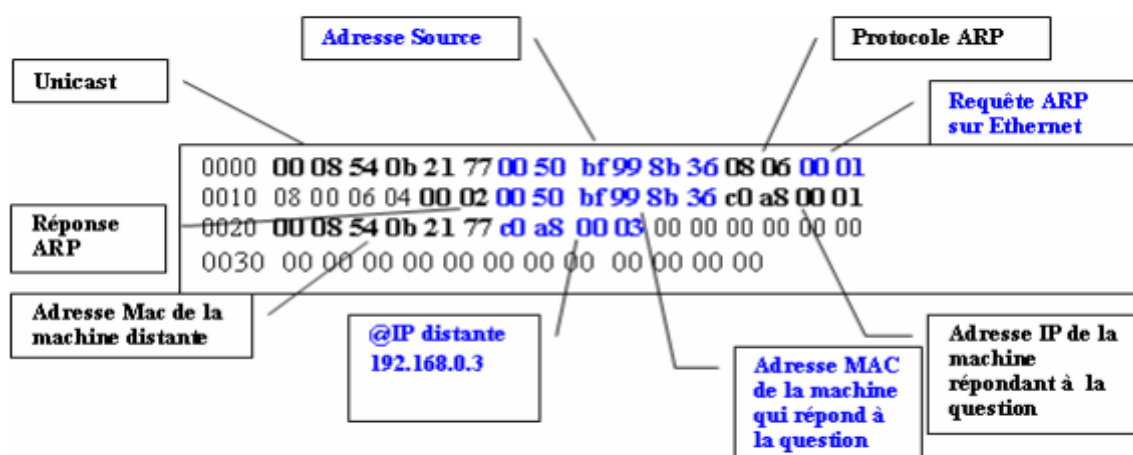 Adresse Source
Protocole ARP
Unicast
Requête ARP
sur Ethernet
0000 00 08 54 0b 21 77 00 50 bf 99 8b 36 08 06 00 01
0010 08 00 06 04 00 02 00 50 bf 99 8b 36 c0 a8 00 01
0020 00 08 54 0b 21 77 c0 a8 00 03 00 00 00 00 00 00
0030 00 00 00 00 00 00 00 00 00 00 00 00
Réponse
ARP
Adresse Mac de la
machine distante
@IP distante
192.168.0.3
Adresse MAC
de la machine
qui répond à
la question
Adresse IP de la
machine
répondant à la
question